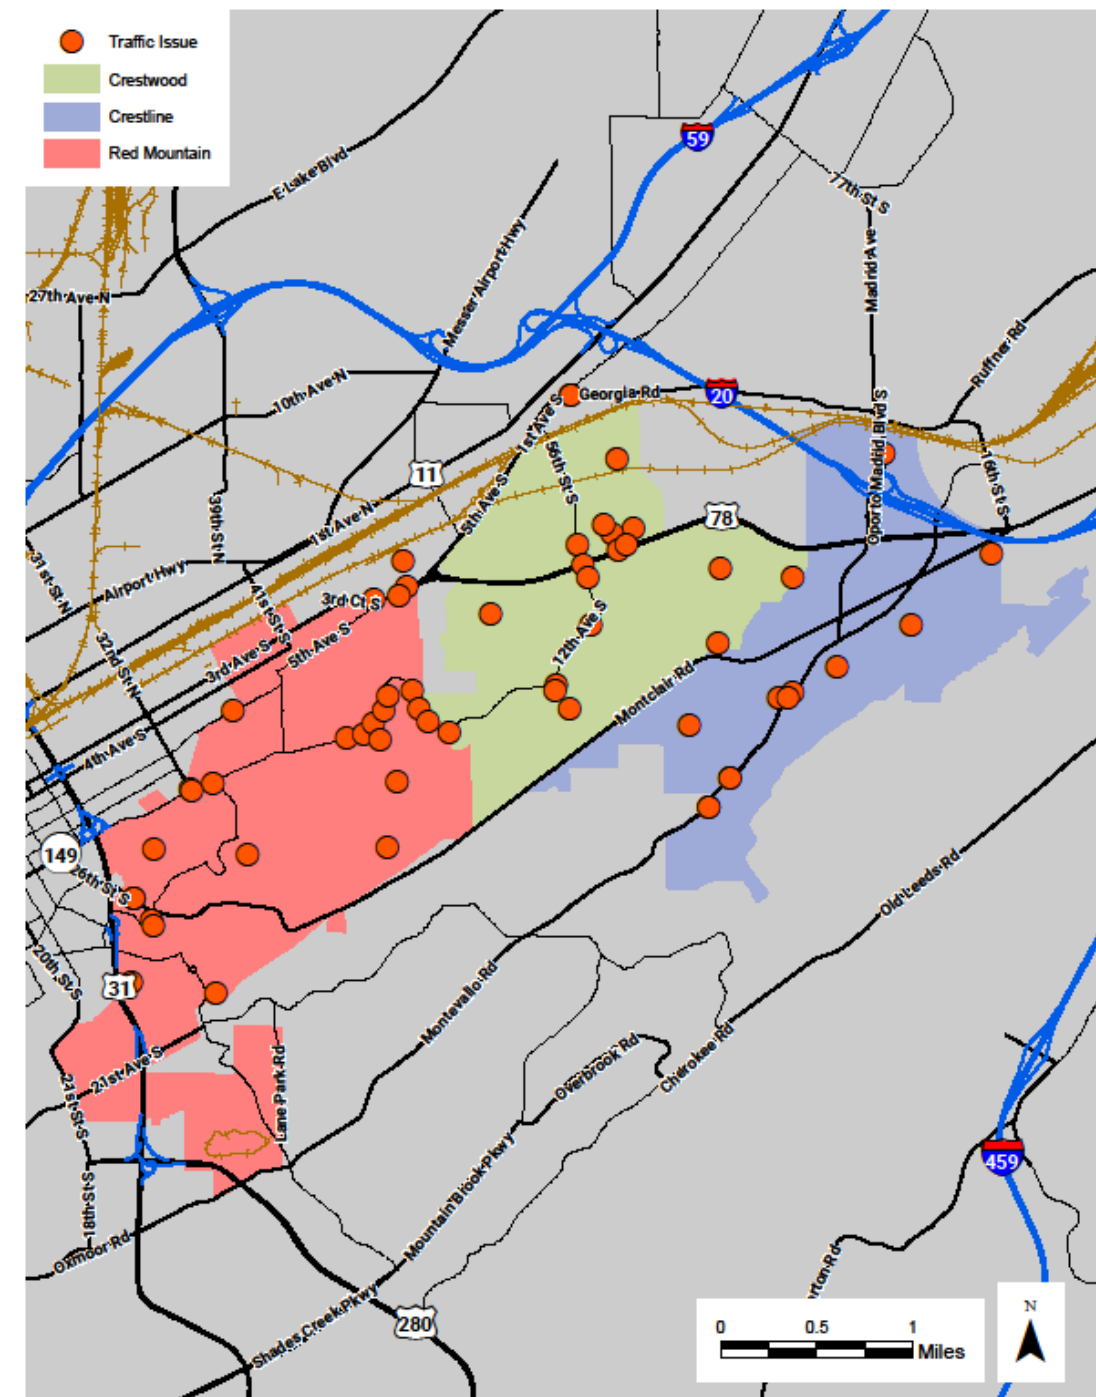 Traffic Issue
Crestwood
Crestline
Red Mountain
E Lake Blvd
59
77th St S
Messer Airport Hwy
Madrid Ave
27th Ave N
Ruffner Rd
10th Ave N
Georgia Rd
20
1st Ave S
Oporto Madrid Blvd S
16th St S
56th St S
11
5th Ave S
39th St N
1st Ave N
78
31st St N
Airport Hwy
41st St S
3rd Ct S
32nd St N
3rd Ave S
5th Ave S
12th Ave S
Montclair Rd
4th Ave S
149
26th St S
Old Leeds Rd
20th St S
31
Montevallo Rd
21st Ave S
21st St S
Lane Park Rd
Overbrook Rd
Cherokee Rd
459
18th St S
Mountain Brook Pkwy
Oxmoor Rd
erton Rd
280
Shades Creek Pkwy
N
0 0.5 1
Miles